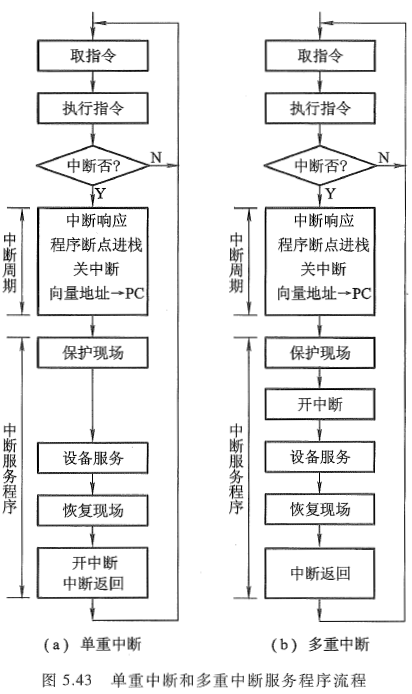 取指令
执行指令
中断否?
N
Y
中断周期
中断响应
程序断点进栈
关中断
向量地址→PC
中断服务程序
保护现场
设备服务
恢复现场
开中断
中断返回
(a) 单重中断
取指令
执行指令
中断否?
N
Y
中断周期
中断响应
程序断点进栈
关中断
向量地址→PC
中断服务程序
保护现场
开中断
设备服务
恢复现场
中断返回
(b) 多重中断
图 5.43 单重中断和多重中断服务程序流程